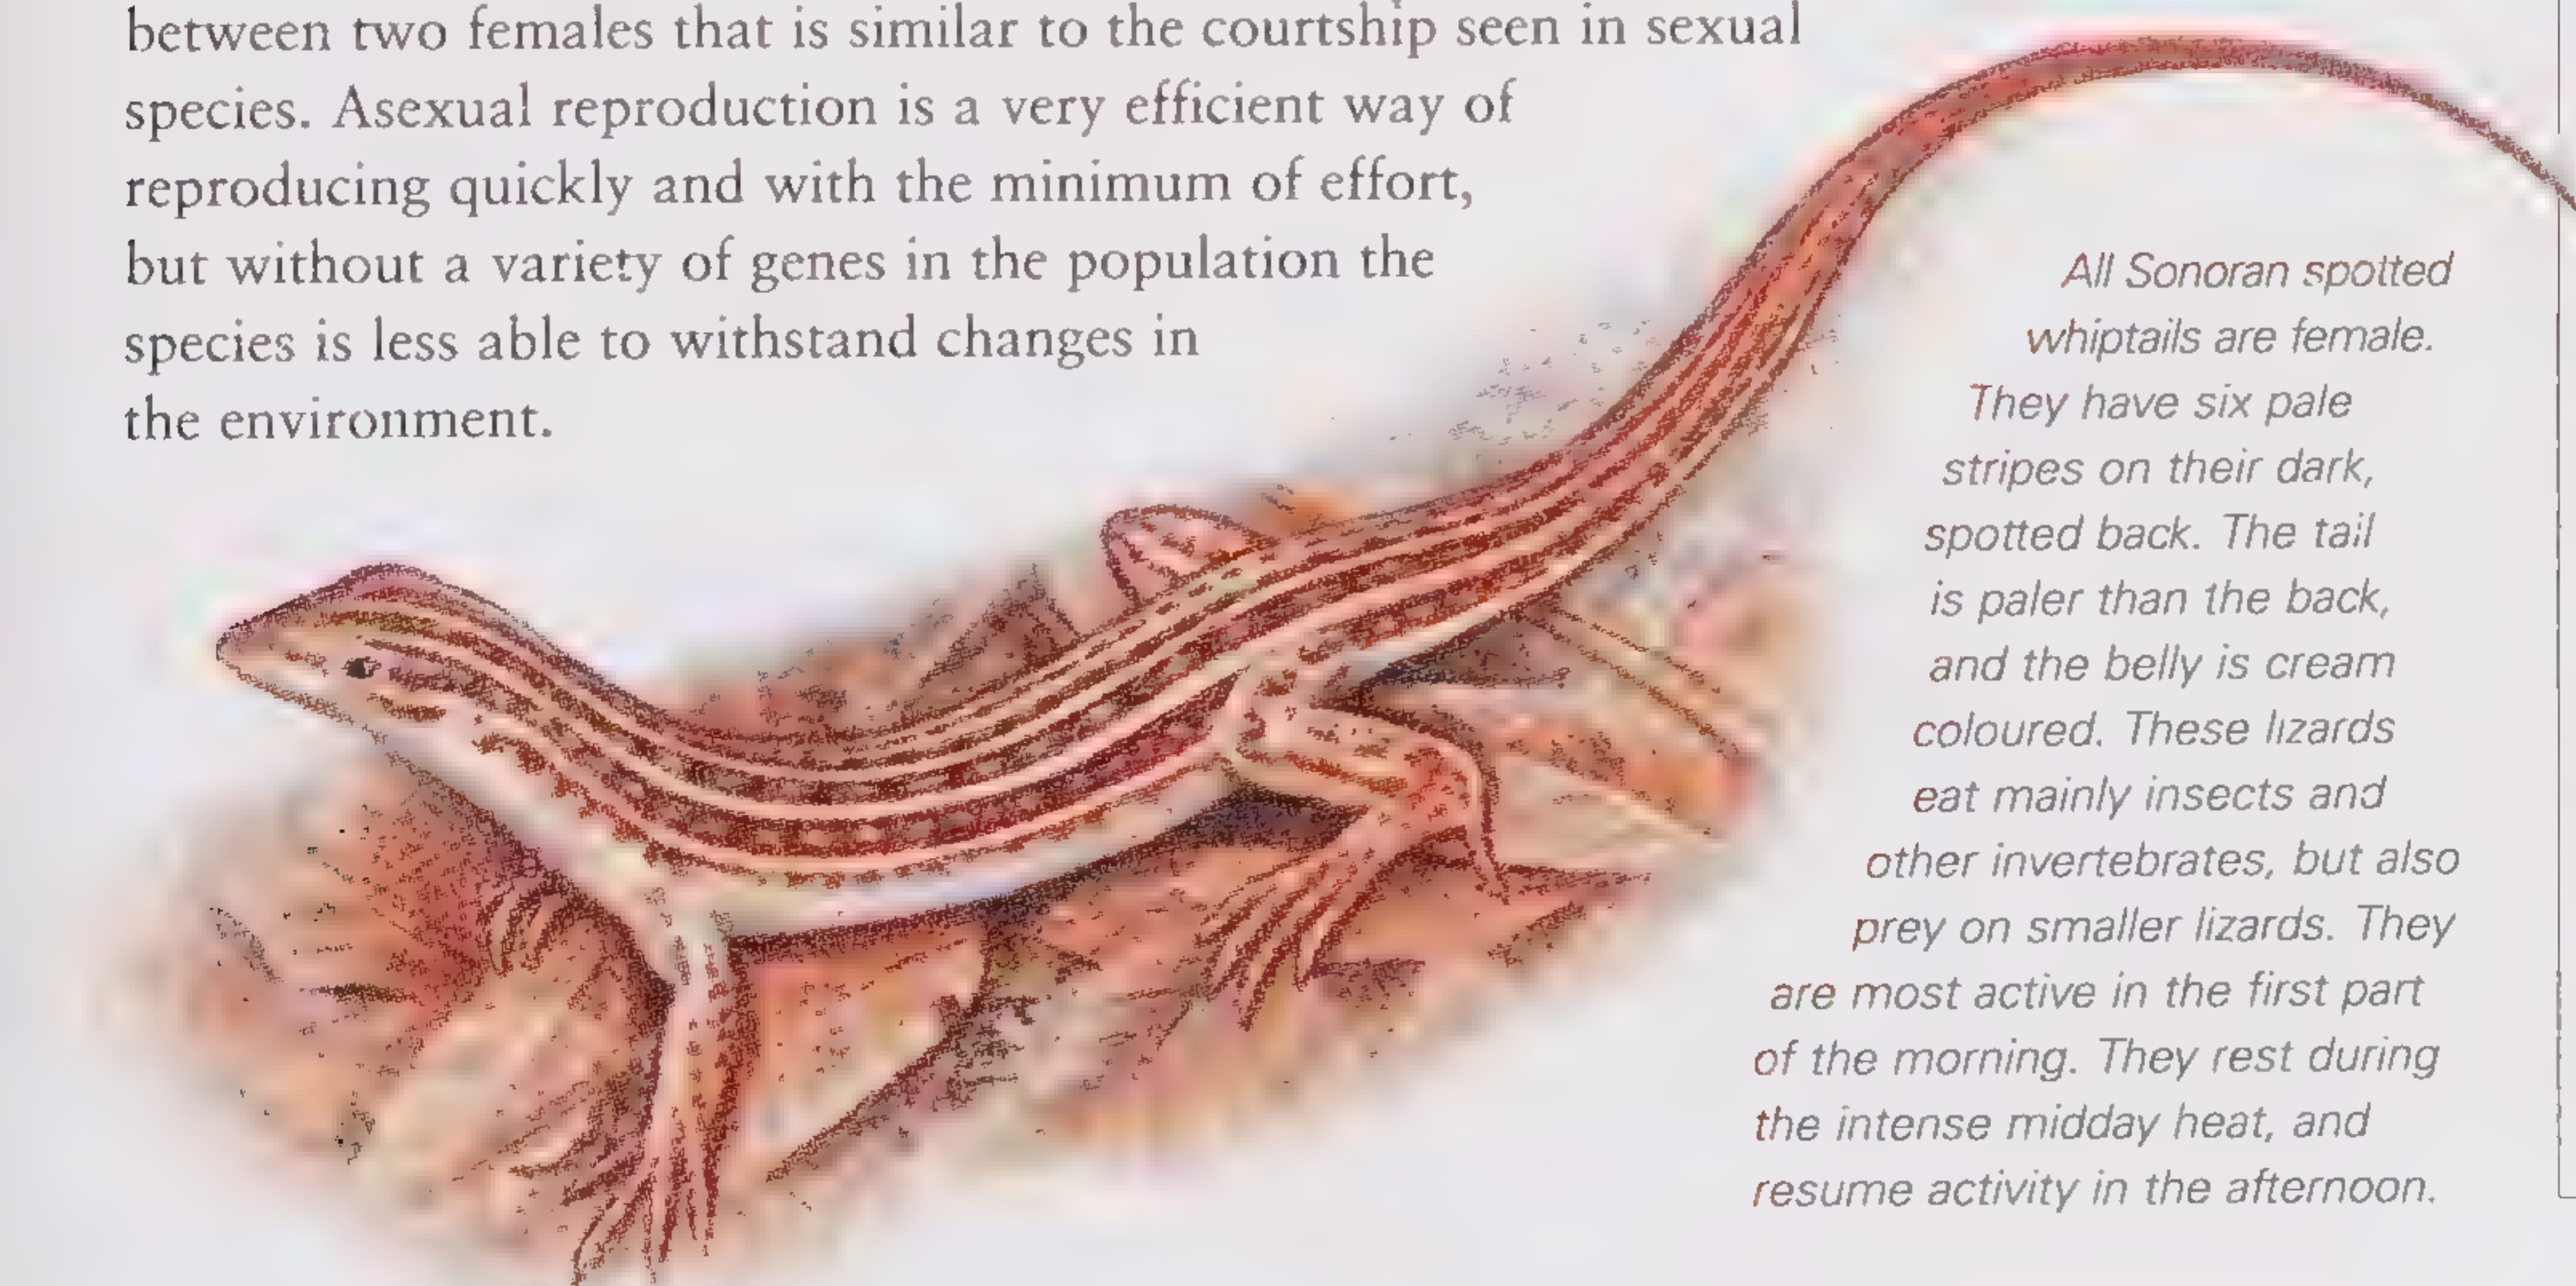 between two females that is similar to the courtship seen in sexual
species. Asexual reproduction is a very efficient way of
reproducing quickly and with the minimum of effort,
but without a variety of genes in the population the
species is less able to withstand changes in
the environment.
All Sonoran spotted
whiptails are female.
They have six pale
stripes on their dark,
spotted back. The tail
is paler than the back,
and the belly is cream
coloured. These lizards
eat mainly insects and
other invertebrates, but also
prey on smaller lizards. They
are most active in the first part
of the morning. They rest during
the intense midday heat, and
resume activity in the afternoon.